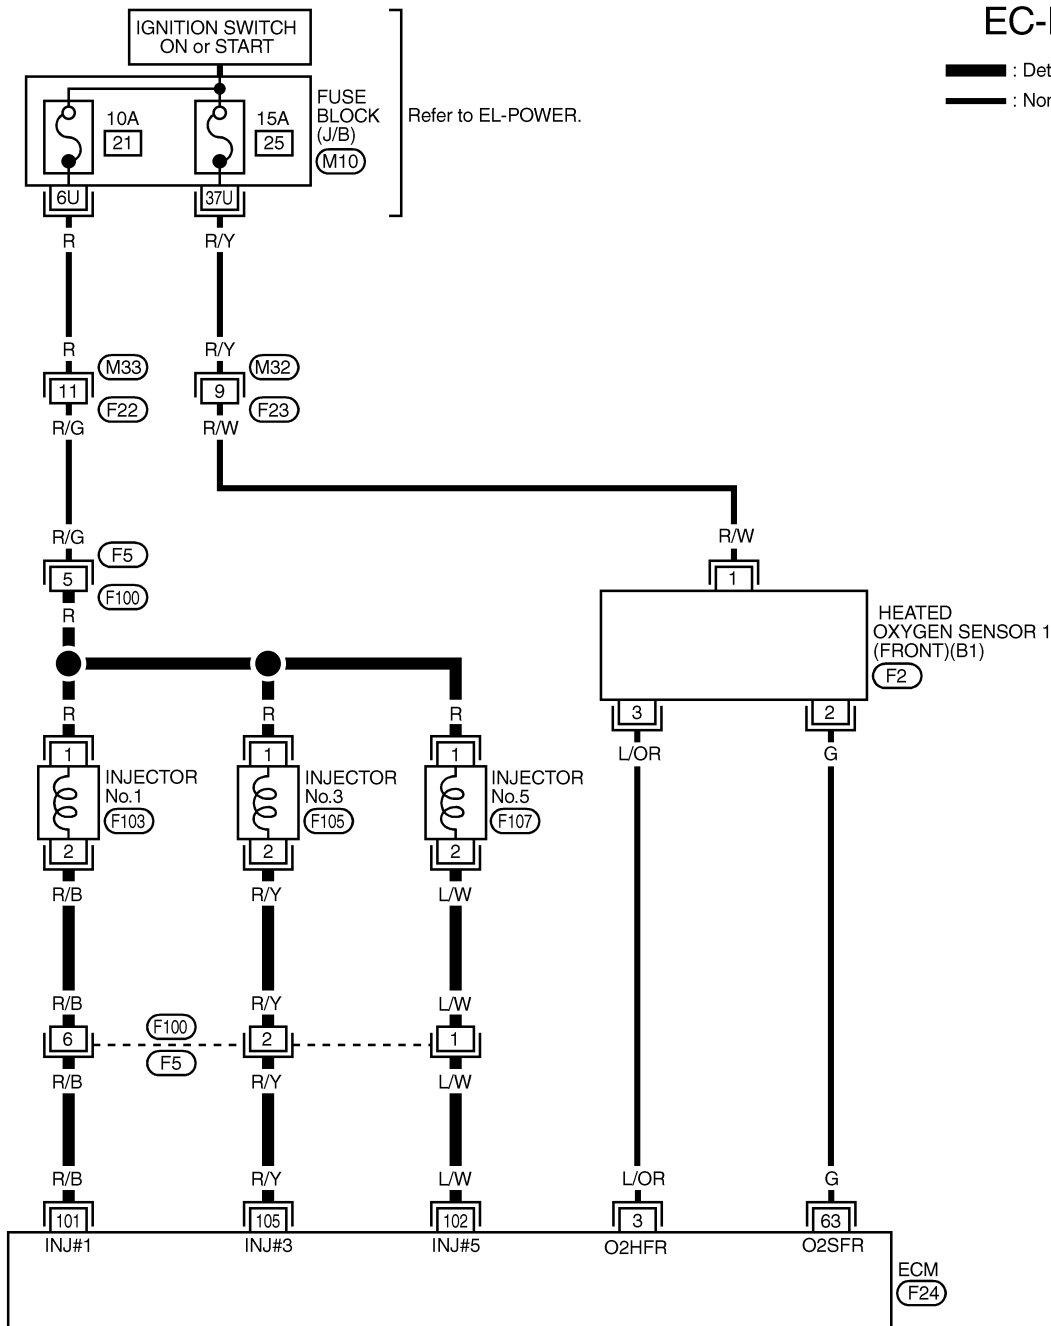 EC-
IGNITION SWITCH
ON or START
: Det
: Nor
10A
21
15A
25
FUSE
BLOCK
(J/B)
M10
Refer to EL-POWER.
6U
37U
R
R/Y
R
R/Y
M33
M32
11
9
F22
F23
R/G
R/W
R/G
R/W
F5
5
1
F100
R
HEATED
OXYGEN SENSOR 1
(FRONT)(B1)
F2
R
R
R
3
2
1
1
1
L/OR
G
INJECTOR
No.1
F103
INJECTOR
No.3
F105
INJECTOR
No.5
F107
2
2
2
R/B
R/Y
L/W
R/B
R/Y
L/W
6
F100
F5
2
1
R/B
R/Y
L/W
R/B
R/Y
L/W
L/OR
G
101
105
102
3
63
INJ#1
INJ#3
INJ#5
O2HFR
O2SFR
ECM
F24